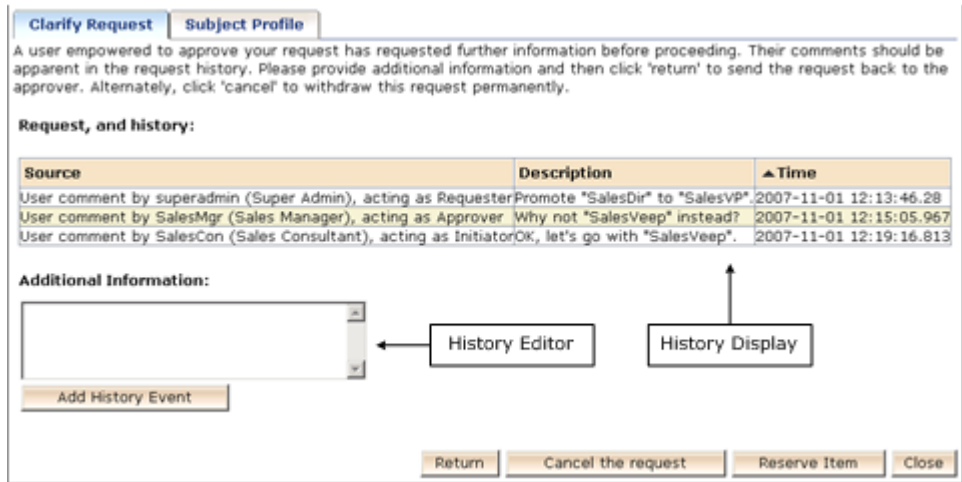 Clarify Request Subject Profile
A user empowered to approve your request has requested further information before proceeding. Their comments should be
apparent in the request history. Please provide additional information and then click 'return' to send the request back to the
approver. Alternately, click 'cancel' to withdraw this request permanently.
Request, and history:
Source Description ▲Time
User comment by superadmin (Super Admin), acting as Requester Promote "SalesDir" to "SalesVP". 2007-11-01 12:13:46.28
User comment by SalesMgr (Sales Manager), acting as Approver Why not "SalesVeep" instead? 2007-11-01 12:15:05.967
User comment by SalesCon (Sales Consultant), acting as Initiator OK, let's go with "SalesVeep". 2007-11-01 12:19:16.813
Additional Information:
History Editor History Display
Add History Event
Return Cancel the request Reserve Item Close